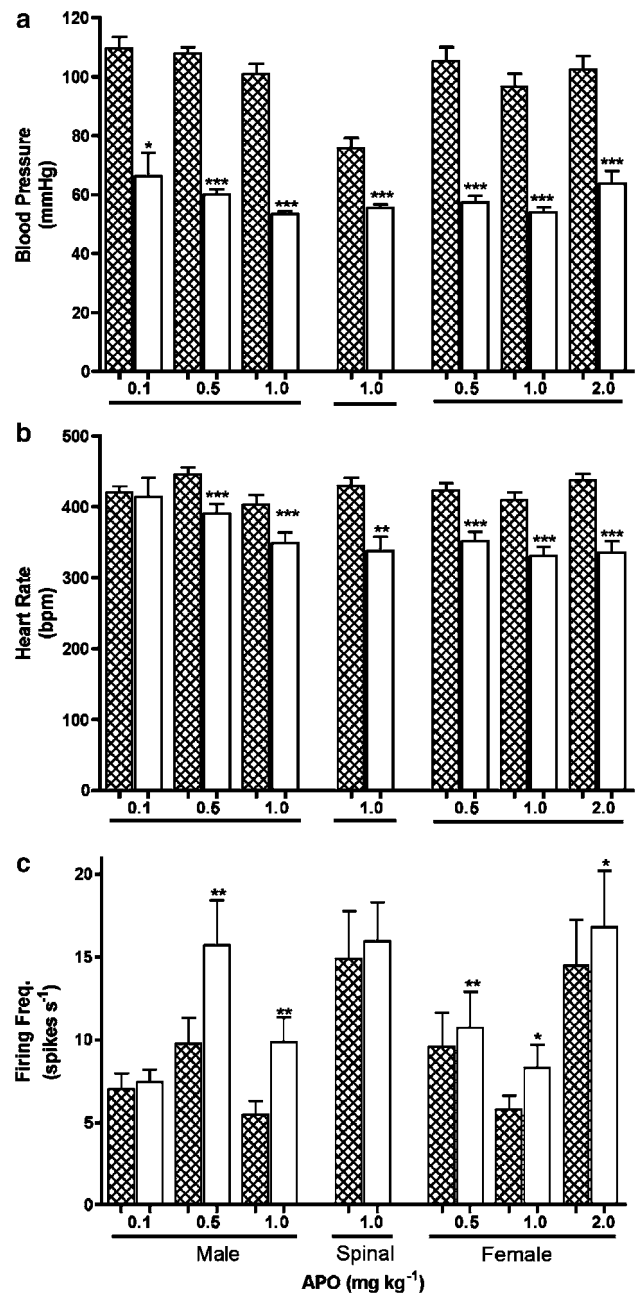 a
120
100
80
60
40
20
0
Blood Pressure
(mmHg)
* *** *** *** *** *** ***
0.1 0.5 1.0 1.0 0.5 1.0 2.0
b
500
400
300
200
100
0
Heart Rate
(bpm)
*** *** ** *** *** ***
0.1 0.5 1.0 1.0 0.5 1.0 2.0
c
20
15
10
5
0
Firing Freq.
(spikes s⁻¹)
** ** ** * *
0.1 0.5 1.0 1.0 0.5 1.0 2.0
Male Spinal Female
APO (mg kg⁻¹)